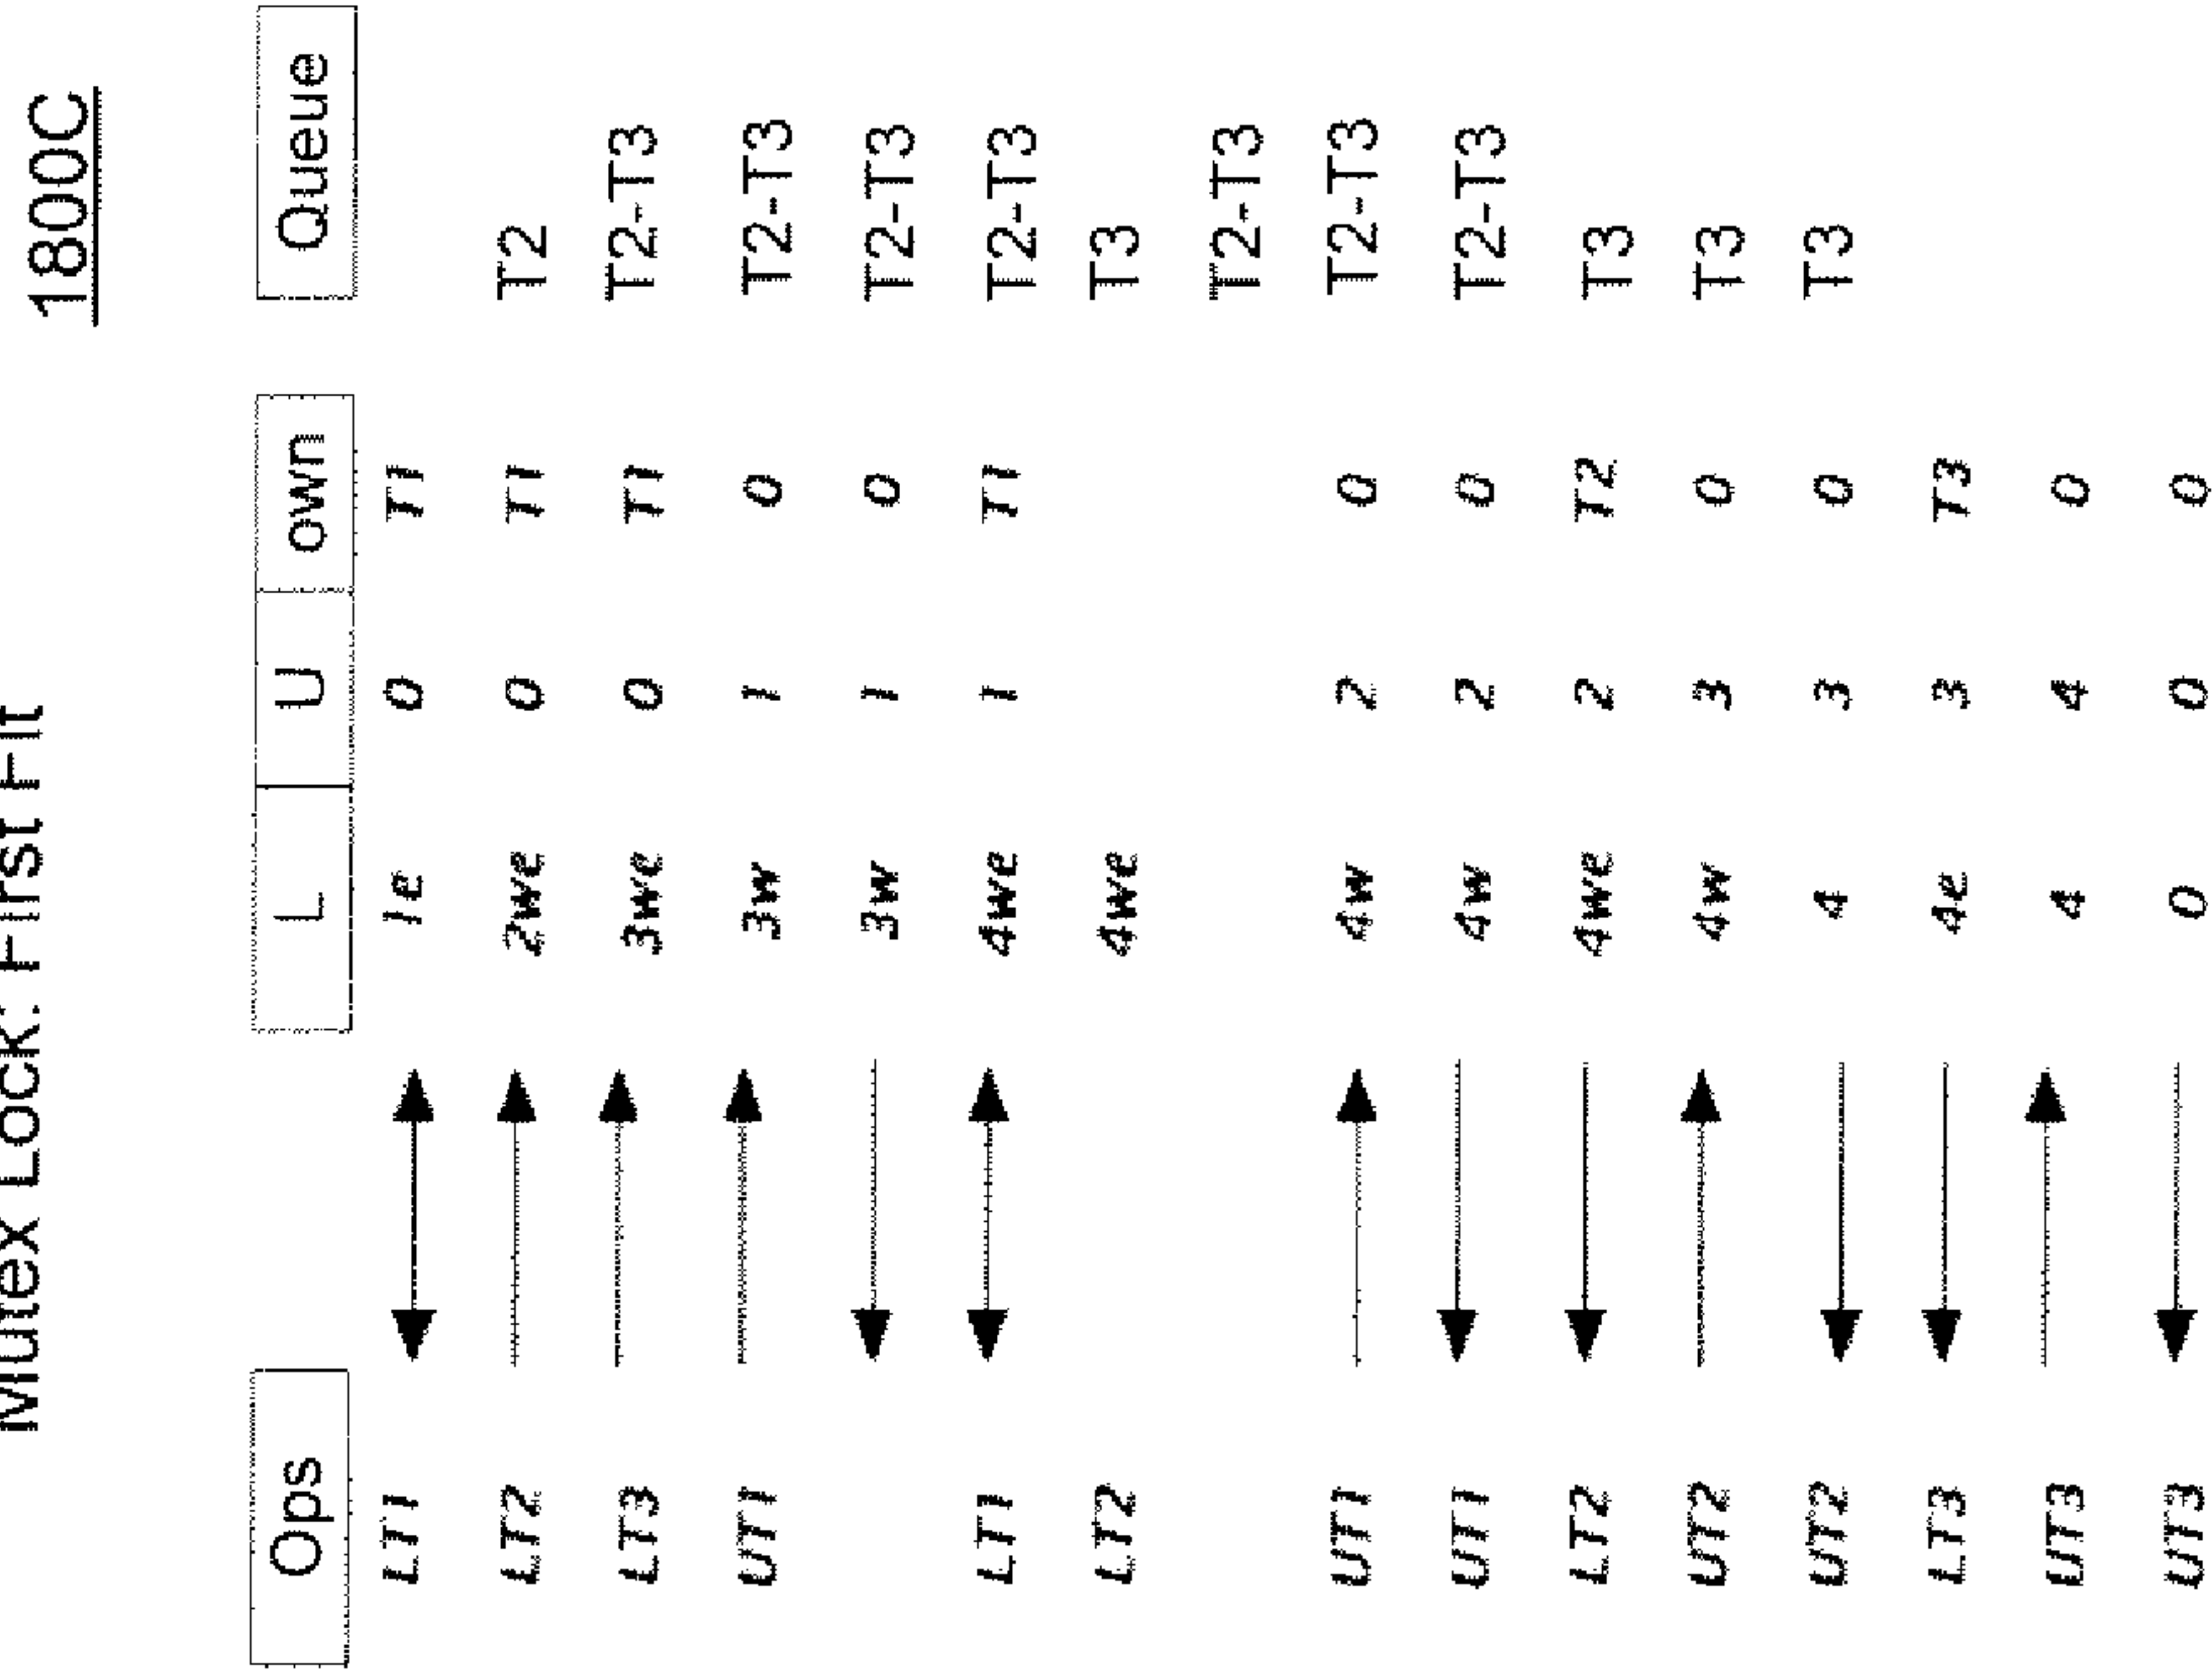 Mutex Lock: First Fit
1800C
Ops L U own Queue
LT1 1e 0 T1
LT2 2we 0 T1 T2
LT3 3we 0 T1 T2-T3
UT1 3w 1 0 T2-T3
3w 1 0 T2-T3
LT1 4we 1 T1 T2-T3
LT2 4we T3
T2-T3
UT1 4w 2 0 T2-T3
UT1 4w 2 0 T2-T3
LT2 4we 2 T2 T3
UT2 4w 3 0 T3
UT2 4 3 0 T3
LT3 4e 3 T3
UT3 4 4 0
UT3 0 0 0